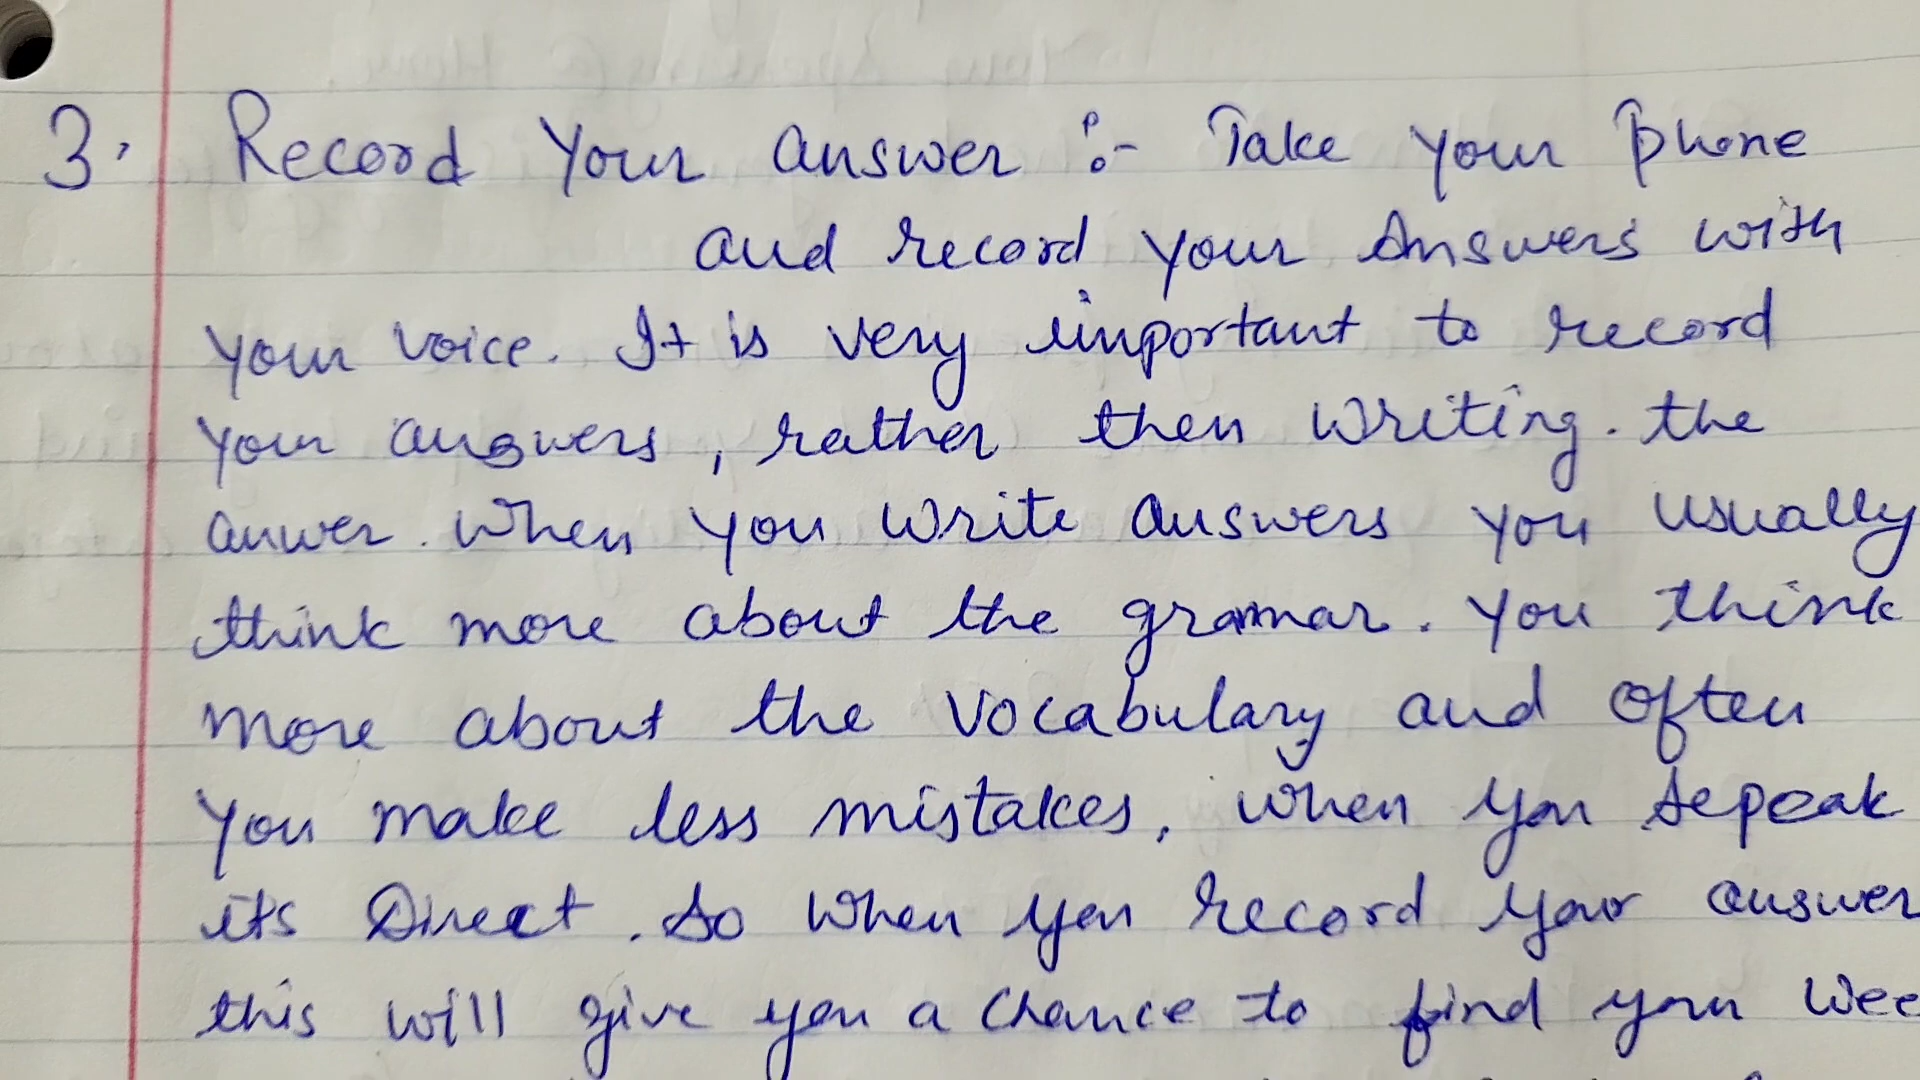 3. Record Your answer :- Take your phone
and record your Answers with
your voice. It is very important to record
your answers, rather then writing. the
anwer. When you write answers you usually
think more about the grammar. You think
more about the vocabulary and often
you make less mistakes, when you sepeak
its Direct. So when you record your answer
this will give you a chance to find your wee